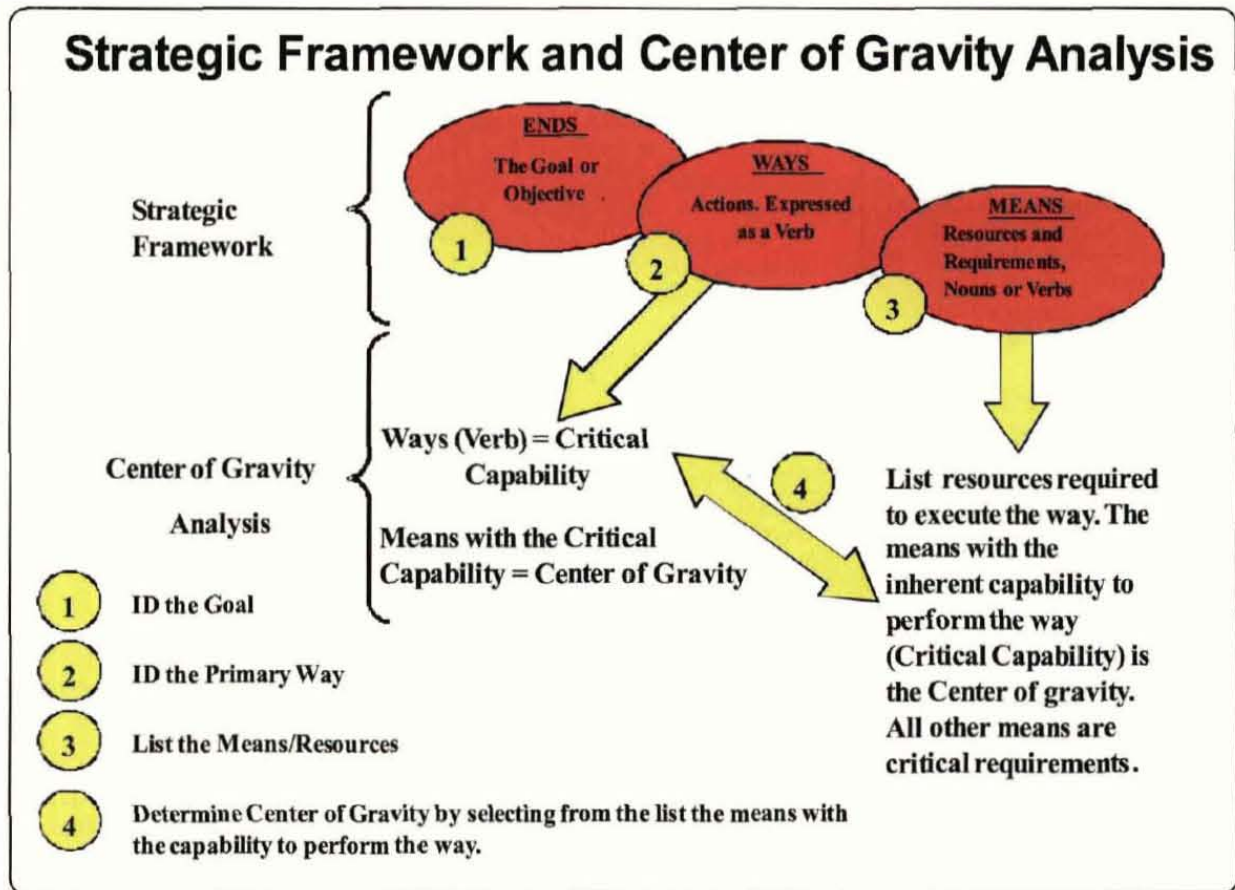 Strategic Framework and Center of Gravity Analysis
ENDS
The Goal or
Objective
WAYS
Actions. Expressed
as a Verb
MEANS
Resources and
Requirements,
Nouns or Verbs
Strategic
Framework
1
2
3
Center of Gravity
Analysis
Ways (Verb) = Critical
Capability
Means with the Critical
Capability = Center of Gravity
4
List resources required
to execute the way. The
means with the
inherent capability to
perform the way
(Critical Capability) is
the Center of gravity.
All other means are
critical requirements.
1 ID the Goal
2 ID the Primary Way
3 List the Means/Resources
4 Determine Center of Gravity by selecting from the list the means with
the capability to perform the way.